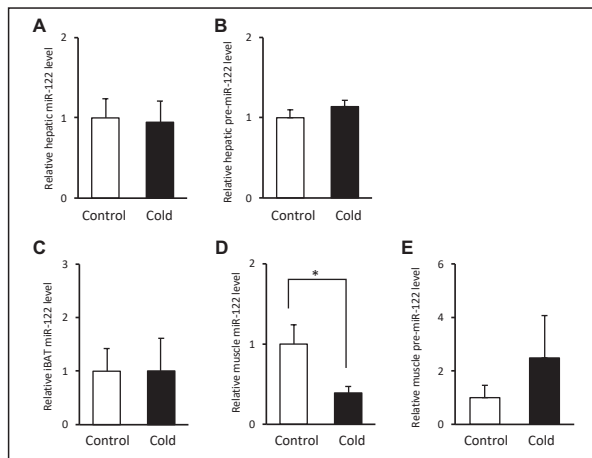 A
Relative hepatic miR-122 level
2
1
0
Control Cold
B
Relative hepatic pre-miR-122 level
2
1
0
Control Cold
C
Relative iBAT miR-122 level
3
2
1
0
Control Cold
D
Relative muscle miR-122 level
2
1
0
*
Control Cold
E
Relative muscle pre-miR-122 level
6
4
2
0
Control Cold